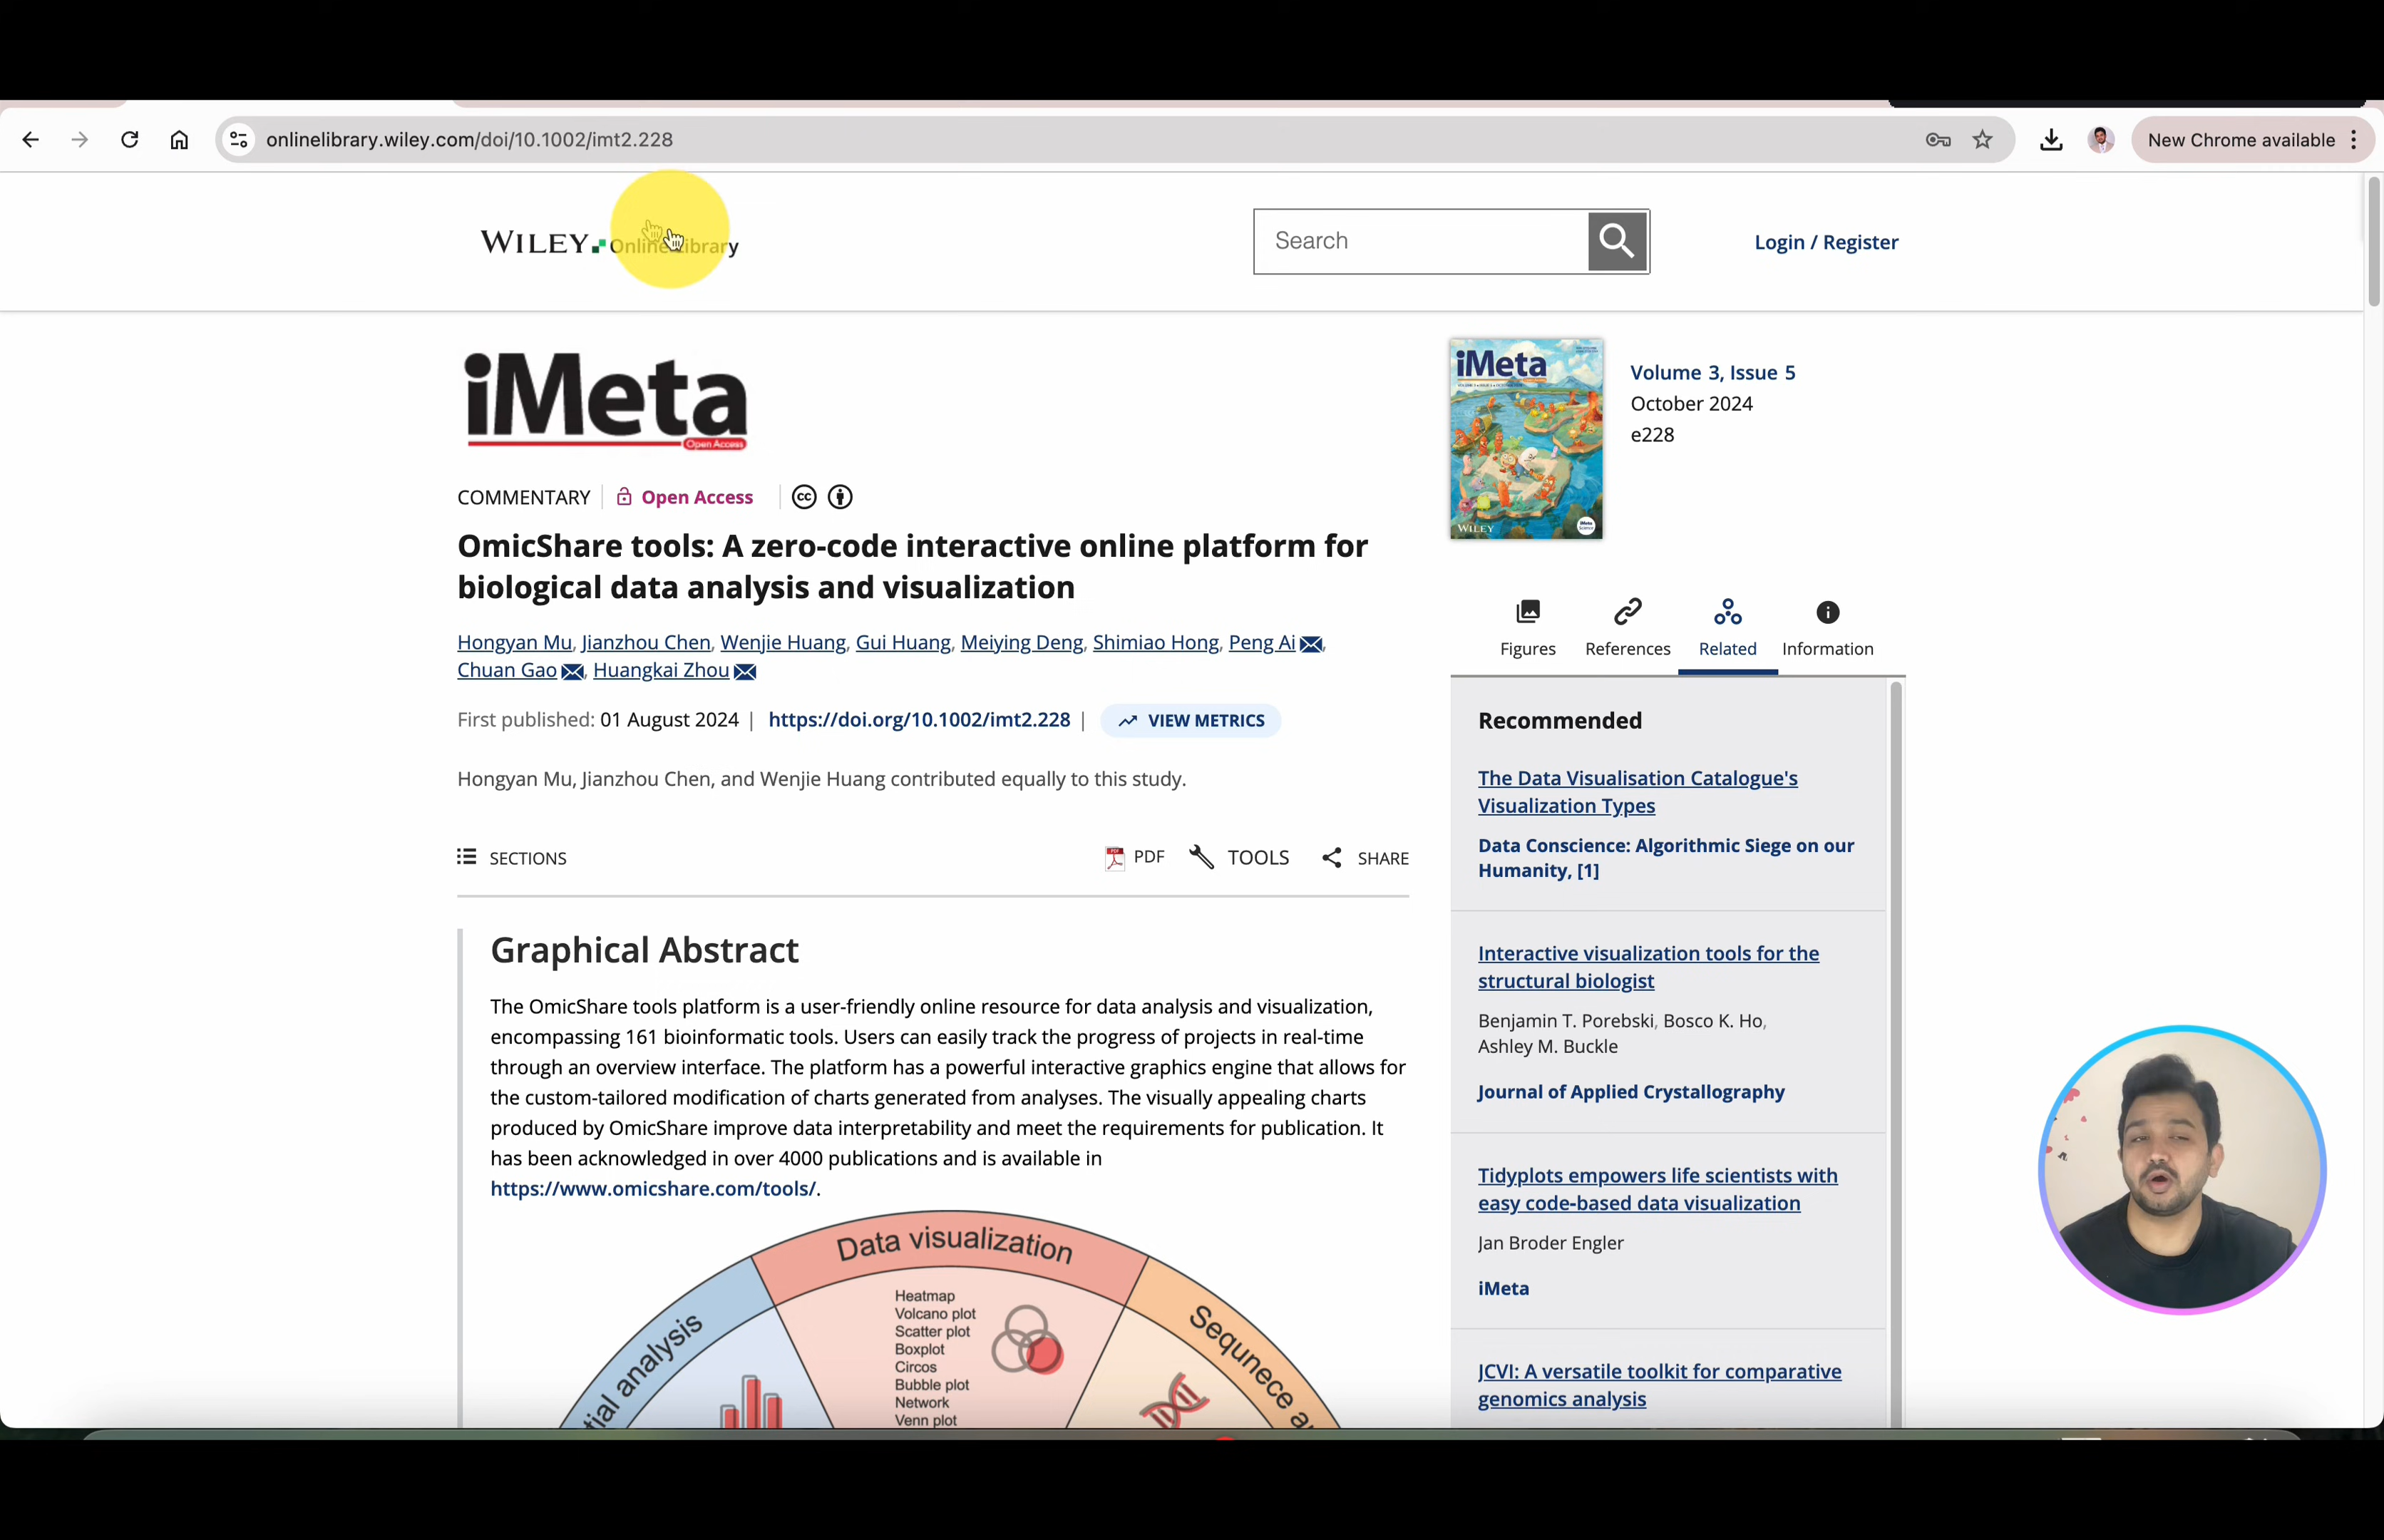 onlinelibrary.wiley.com/doi/10.1002/imt2.228
New Chrome available
WILEY Online Library
Search
Login / Register
iMeta
Open Access
COMMENTARY
Open Access
cc
OmicShare tools: A zero-code interactive online platform for
biological data analysis and visualization
Hongyan Mu, Jianzhou Chen, Wenjie Huang, Gui Huang, Meiying Deng, Shimiao Hong, Peng Ai,
Chuan Gao, Huangkai Zhou
First published: 01 August 2024 | https://doi.org/10.1002/imt2.228 | VIEW METRICS
Hongyan Mu, Jianzhou Chen, and Wenjie Huang contributed equally to this study.
SECTIONS
PDF
TOOLS
SHARE
Graphical Abstract
The OmicShare tools platform is a user-friendly online resource for data analysis and visualization,
encompassing 161 bioinformatic tools. Users can easily track the progress of projects in real-time
through an overview interface. The platform has a powerful interactive graphics engine that allows for
the custom-tailored modification of charts generated from analyses. The visually appealing charts
produced by OmicShare improve data interpretability and meet the requirements for publication. It
has been acknowledged in over 4000 publications and is available in
https://www.omicshare.com/tools/.
Data visualization
Heatmap
Volcano plot
Scatter plot
Boxplot
Circos
Bubble plot
Network
Venn plot
tial analysis
Sequnece a
iMeta
WILEY
Volume 3, Issue 5
October 2024
e228
Figures
References
Related
Information
Recommended
The Data Visualisation Catalogue's
Visualization Types
Data Conscience: Algorithmic Siege on our
Humanity, [1]
Interactive visualization tools for the
structural biologist
Benjamin T. Porebski, Bosco K. Ho,
Ashley M. Buckle
Journal of Applied Crystallography
Tidyplots empowers life scientists with
easy code-based data visualization
Jan Broder Engler
iMeta
JCVI: A versatile toolkit for comparative
genomics analysis